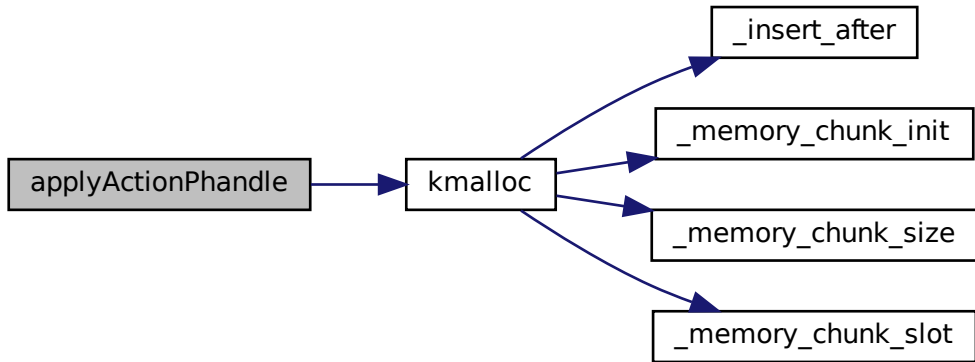 _insert_after
_memory_chunk_init
applyActionPhandle
kmalloc
_memory_chunk_size
_memory_chunk_slot